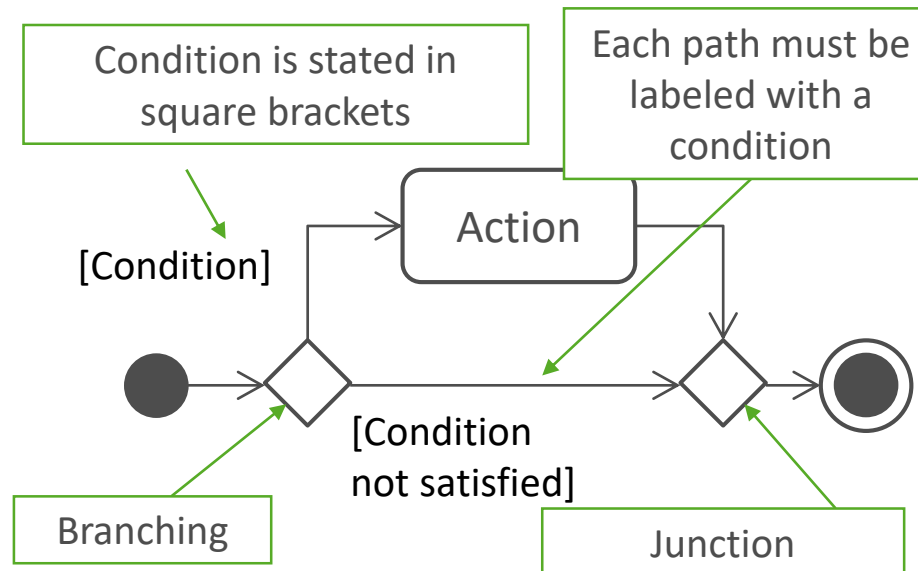 Condition is stated in
square brackets
Each path must be
labeled with a
condition
Action
[Condition]
[Condition
not satisfied]
Branching
Junction